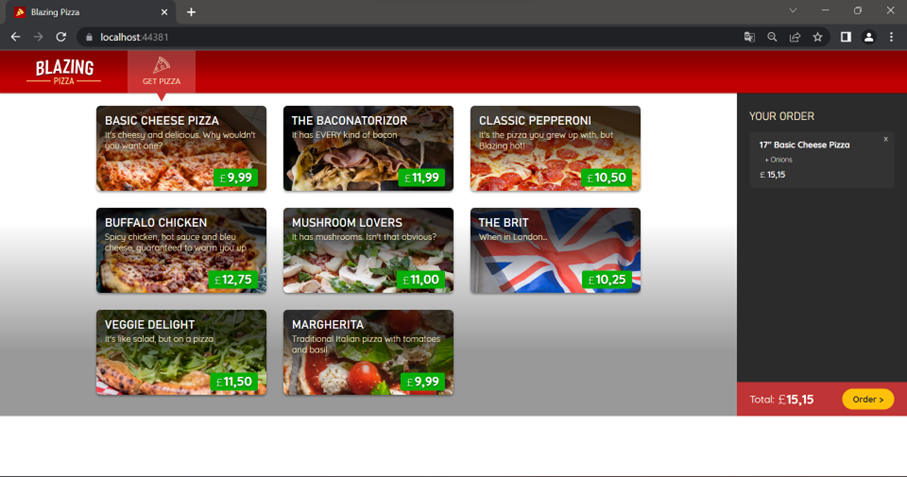 Blazing Pizza
localhost:44381
BLAZING
PIZZA
GET PIZZA
BASIC CHEESE PIZZA
It's cheesy and delicious. Why wouldn't
you want one?
£9,99
THE BACONATORIZOR
It has EVERY kind of bacon
£11,99
CLASSIC PEPPERONI
It's the pizza you grew up with, but
Blazing hot!
£10,50
BUFFALO CHICKEN
Spicy chicken, hot sauce and bleu
cheese, guaranteed to warm you up
£12,75
MUSHROOM LOVERS
It has mushrooms. Isn't that obvious?
£11,00
THE BRIT
When in London...
£10,25
VEGGIE DELIGHT
It's like salad, but on a pizza
£11,50
MARGHERITA
Traditional Italian pizza with tomatoes
and basil
£9,99
YOUR ORDER
x
17" Basic Cheese Pizza
+ Onions
£ 15,15
Total: £15,15
Order >